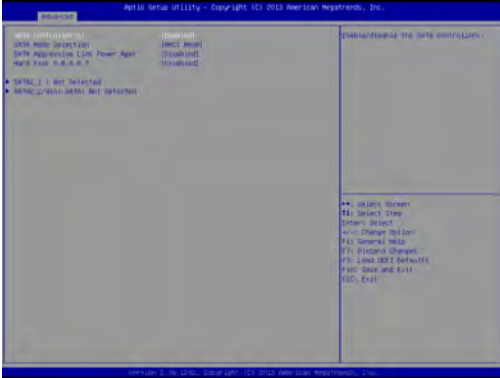 Aptio Setup Utility - Copyright (C) 2013 American Megatrends, Inc.
Advanced
SATA Controller(s) [Enabled]
SATA Mode Selection [AHCI Mode]
SATA Aggressive Link Power Mgmt [Disabled]
Hard Disk S.M.A.R.T. [Disabled]
SATA2_1 : Not Detected
SATA2_2/Mini-SATA: Not Detected
Enable/disable the SATA controllers.
Select Screen
Select Item
Enter: Select
+/-: Change Option
F1: General Help
F7: Discard Changes
F9: Load UEFI Defaults
F10: Save and Exit
ESC: Exit
Version 2.16.1242. Copyright (C) 2013 American Megatrends, Inc.